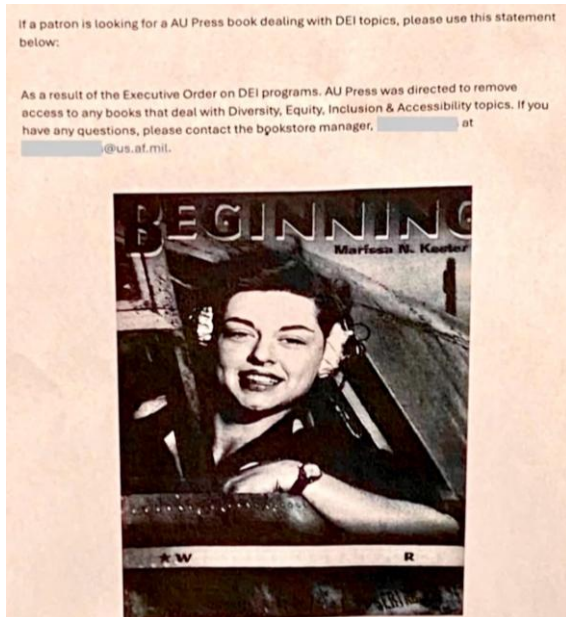 If a patron is looking for a AU Press book dealing with DEI topics, please use this statement
below:
As a result of the Executive Order on DEI programs. AU Press was directed to remove
access to any books that deal with Diversity, Equity, Inclusion & Accessibility topics. If you
have any questions, please contact the bookstore manager, at
@us.af.mil.
BEGINNING
Marissa N. Kester
W R